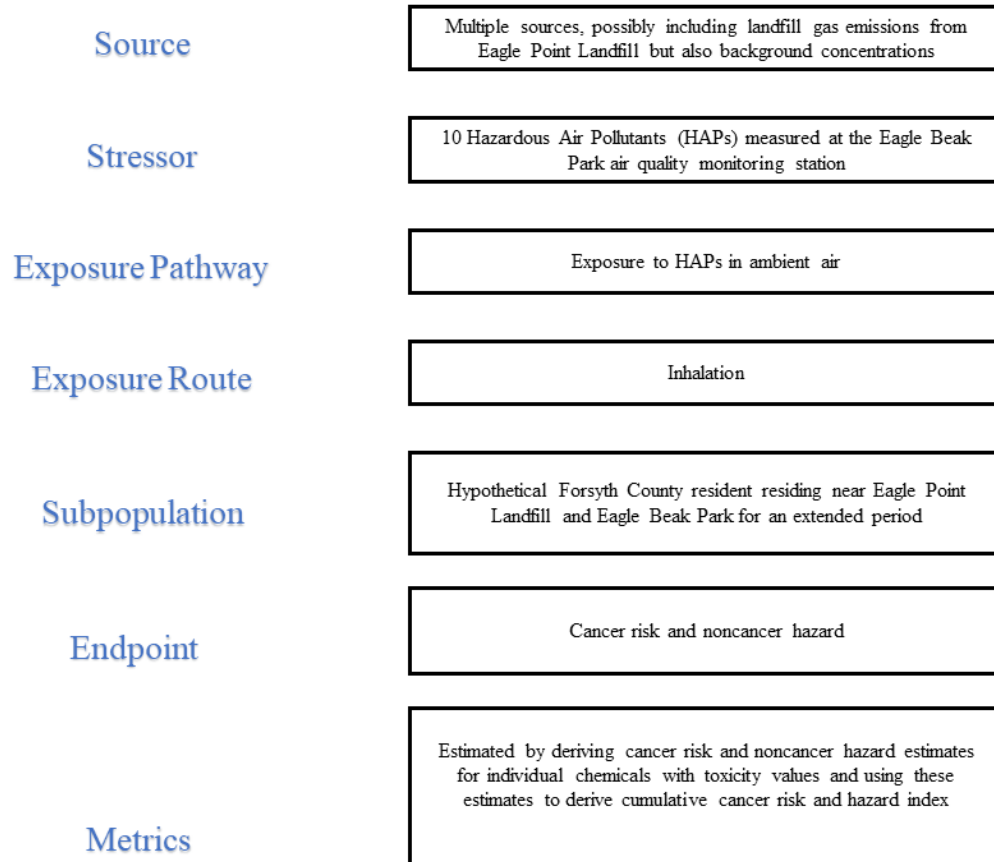 Source
Multiple sources, possibly including landfill gas emissions from
Eagle Point Landfill but also background concentrations
Stressor
10 Hazardous Air Pollutants (HAPs) measured at the Eagle Beak
Park air quality monitoring station
Exposure Pathway
Exposure to HAPs in ambient air
Exposure Route
Inhalation
Subpopulation
Hypothetical Forsyth County resident residing near Eagle Point
Landfill and Eagle Beak Park for an extended period
Endpoint
Cancer risk and noncancer hazard
Metrics
Estimated by deriving cancer risk and noncancer hazard estimates
for individual chemicals with toxicity values and using these
estimates to derive cumulative cancer risk and hazard index